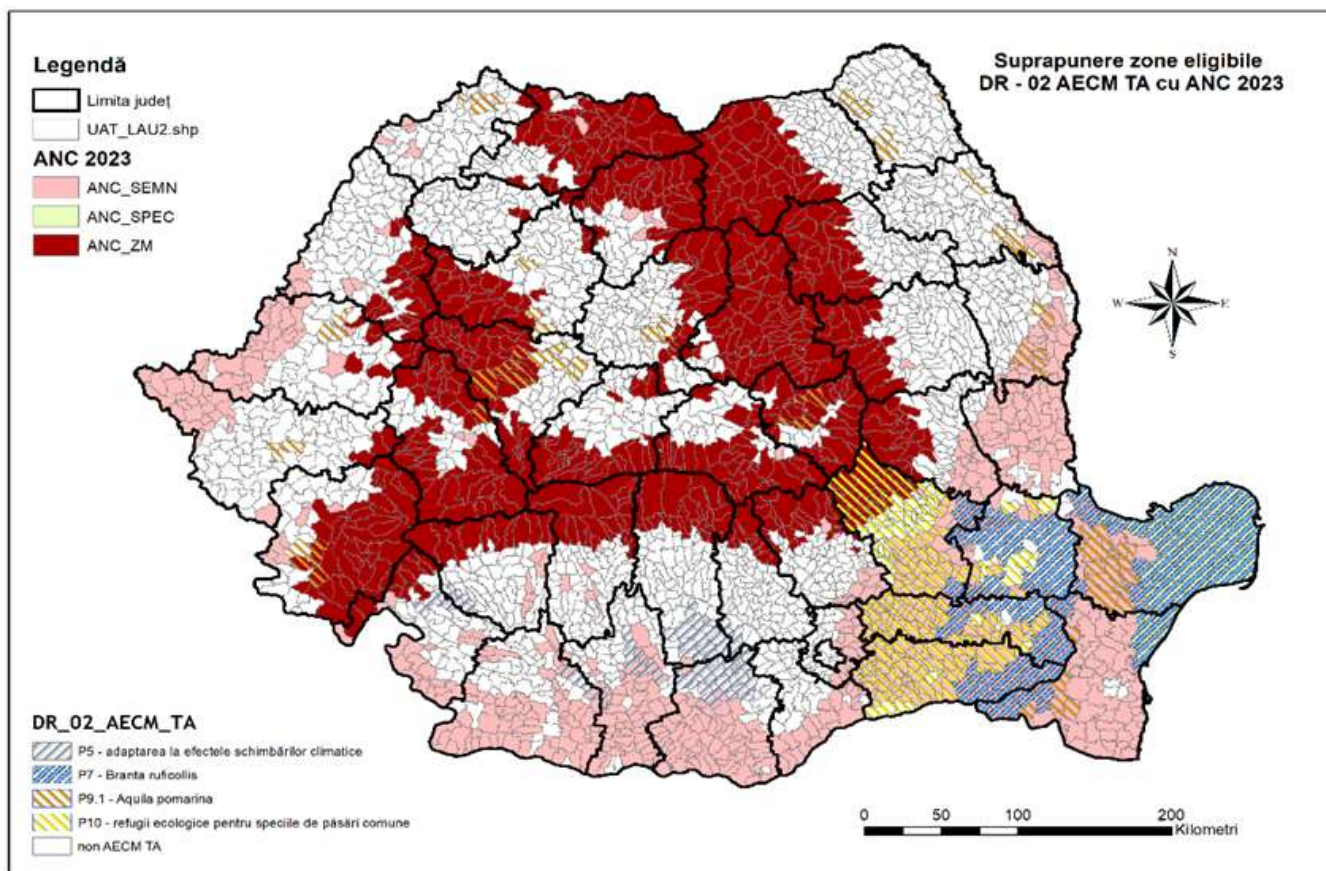 Legendă
Limita județ
UAT_LAU2.shp
ANC 2023
ANC_SEMN
ANC_SPEC
ANC_ZM
Suprapunere zone eligibile
DR - 02 AECM TA cu ANC 2023
N
W
E
S
DR_02_AECM_TA
P5 - adaptarea la efectele schimbărilor climatice
P7 - Branta ruficollis
P9.1 - Aquila pomarina
P10 - refugii ecologice pentru speciile de păsări comune
non AECM TA
0 50 100 200
Kilometri